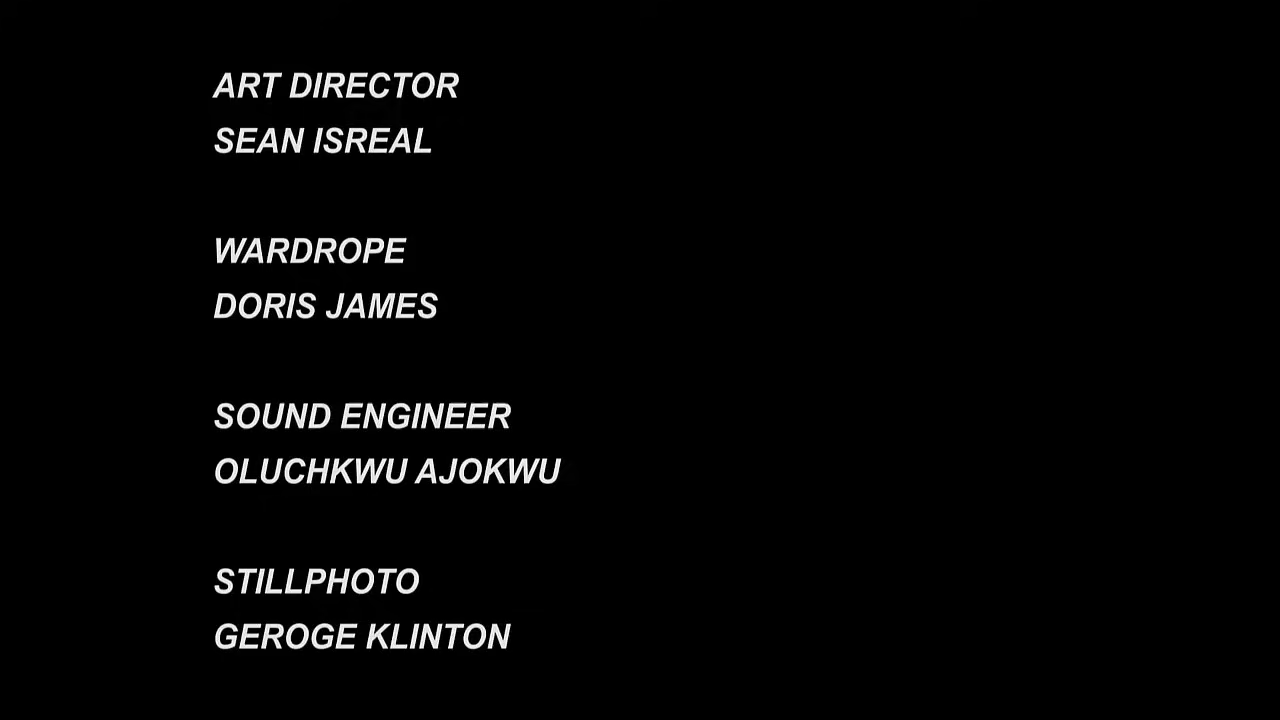 ART DIRECTOR
SEAN ISREAL
WARDROPE
DORIS JAMES
SOUND ENGINEER
OLUCHKWU AJOKWU
STILLPHOTO
GEROGE KLINTON